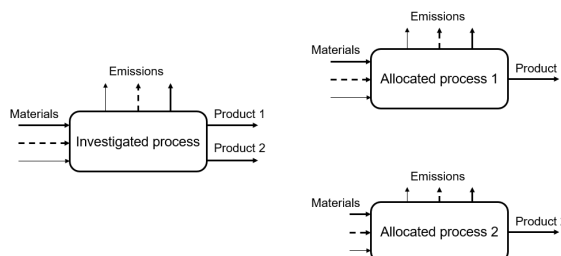 Emissions
Materials
Product 1
Investigated process
Product 2
Emissions
Materials
Product
Allocated process 1
Emissions
Materials
Product
Allocated process 2